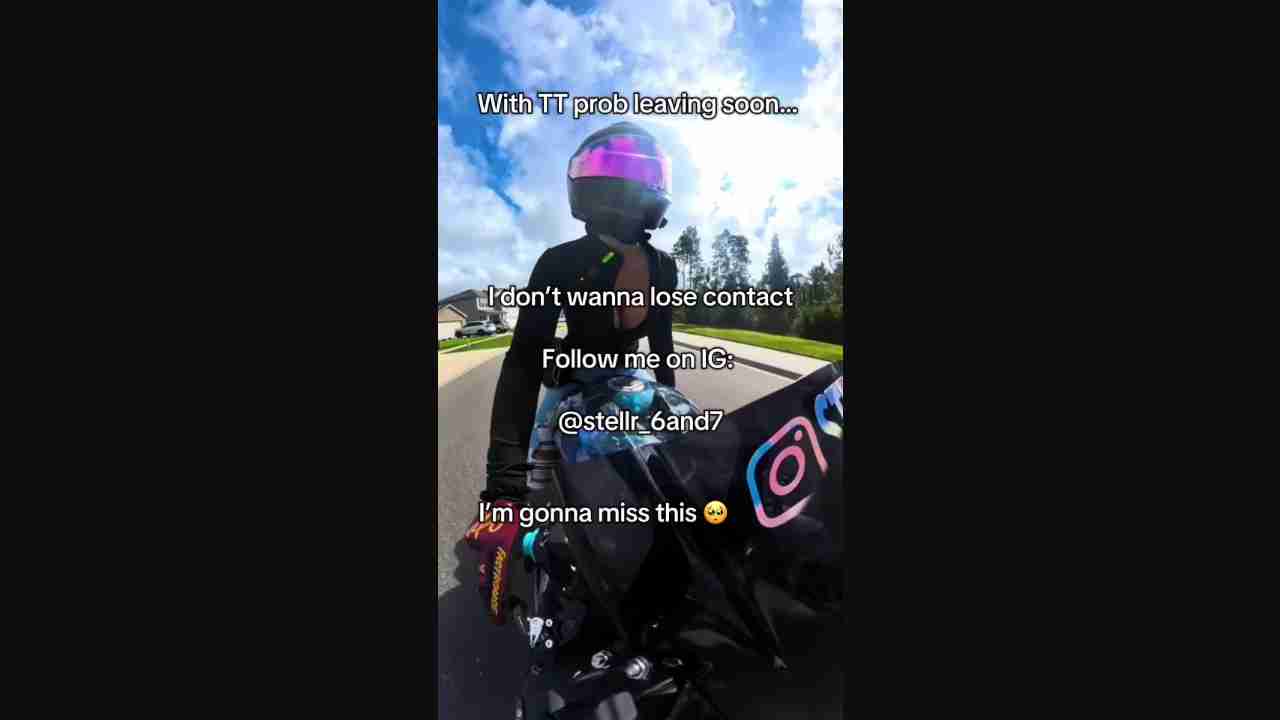 With TT prob leaving soon...
I don't wanna lose contact
Follow me on IG:
@stellr_6and7
I'm gonna miss this 🥺